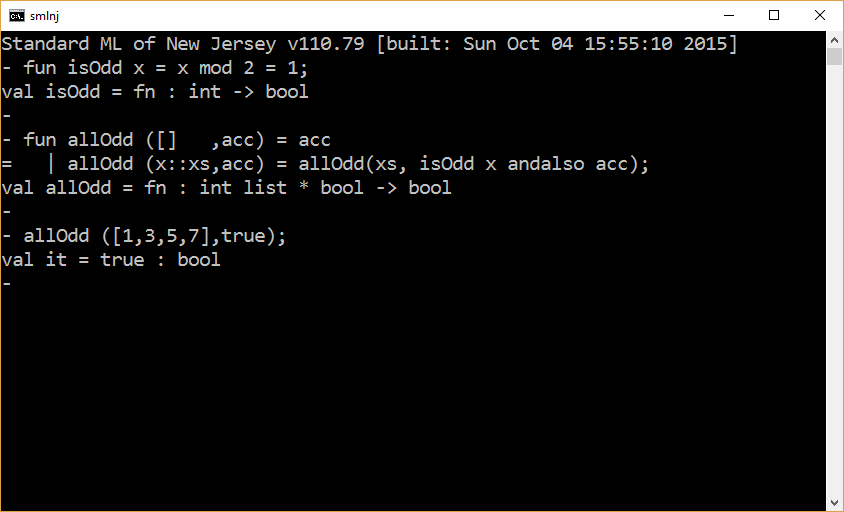 smlnj
Standard ML of New Jersey v110.79 [built: Sun Oct 04 15:55:10 2015]
- fun isOdd x = x mod 2 = 1;
val isOdd = fn : int -> bool
-
- fun allOdd ([]   ,acc) = acc
=   | allOdd (x::xs,acc) = allOdd(xs, isOdd x andalso acc);
val allOdd = fn : int list * bool -> bool
-
- allOdd ([1,3,5,7],true);
val it = true : bool
-